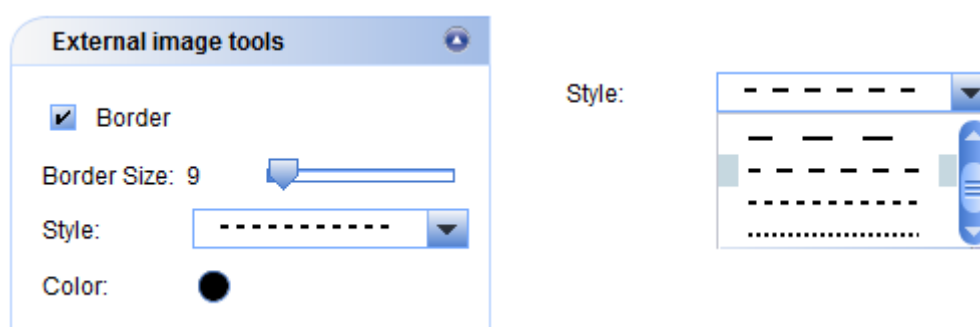 External image tools
Border
Border Size: 9
Style:
Color:
Style: